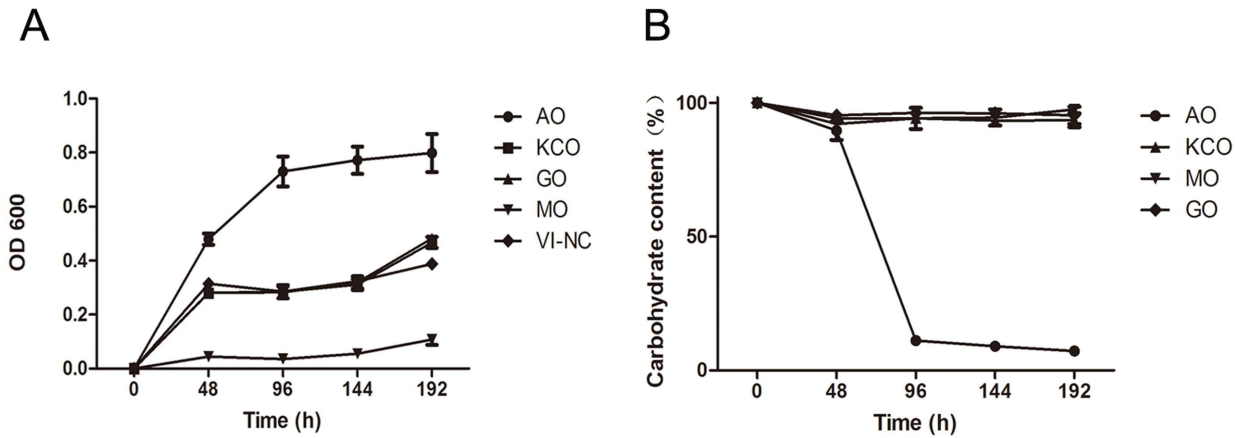 A
OD 600
1.0
0.8
0.6
0.4
0.2
0.0
0 48 96 144 192
Time (h)
AO
KCO
GO
MO
VI-NC
B
Carbohydrate content (%)
100
50
0
0 48 96 144 192
Time (h)
AO
KCO
MO
GO